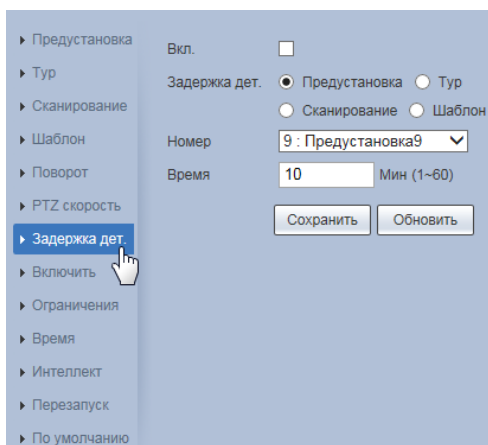 Предустановка
Тур
Сканирование
Шаблон
Поворот
PTZ скорость
Задержка дет.
Включить
Ограничения
Время
Интеллект
Перезапуск
По умолчанию
Вкл.
Задержка дет. Предустановка Тур
Сканирование Шаблон
Номер 9 : Предустановка9
Время 10 Мин (1~60)
Сохранить Обновить